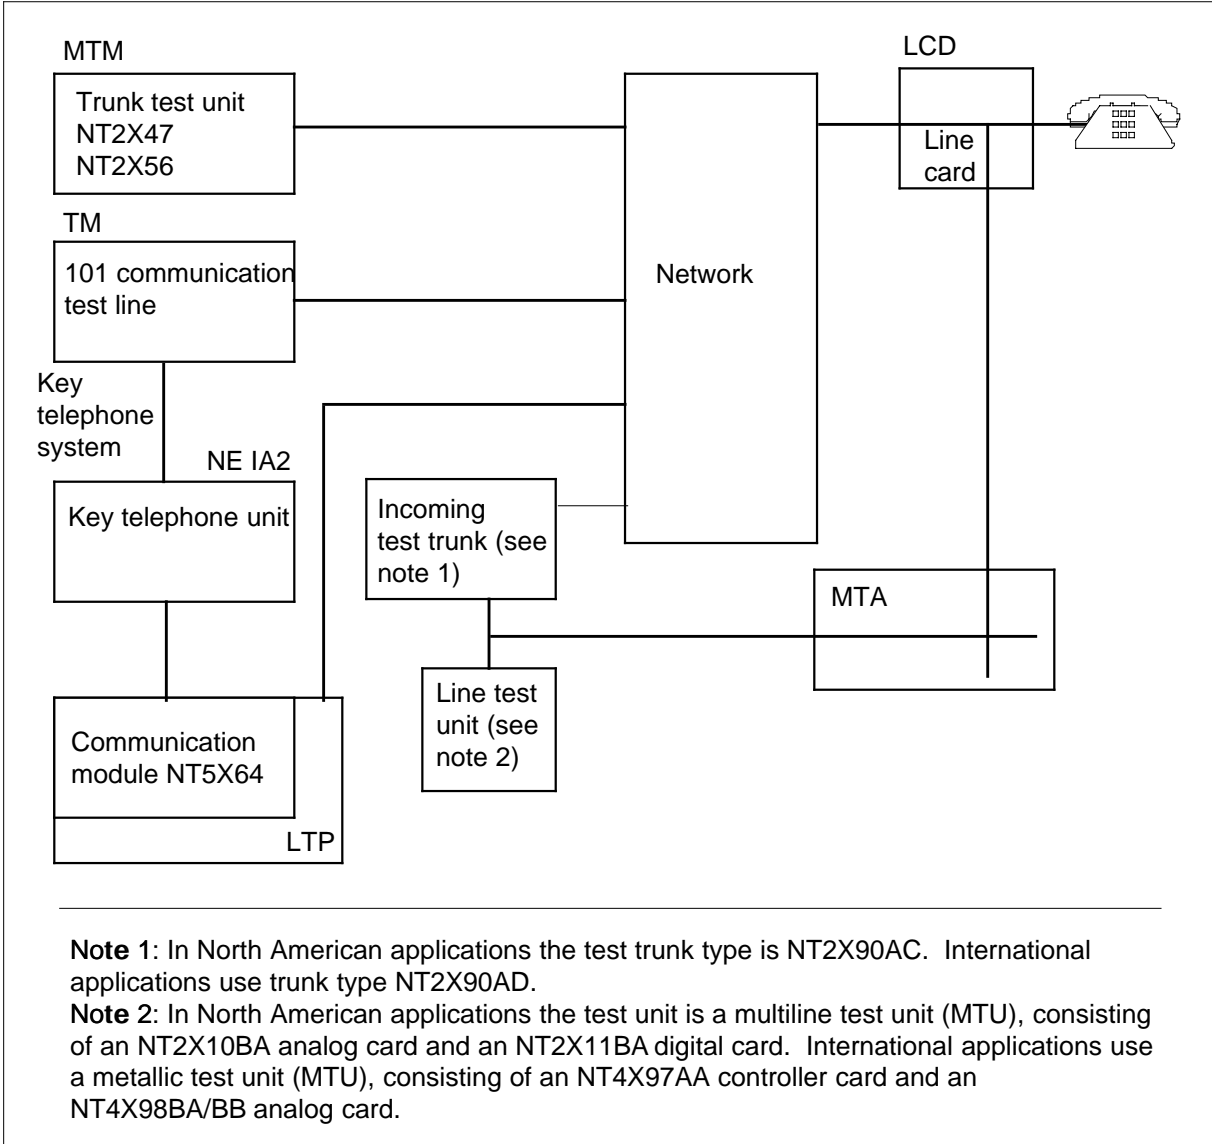 MTM
Trunk test unit
NT2X47
NT2X56
LCD
Line
card
TM
101 communication
test line
Network
Key
telephone
system
NE IA2
Key telephone unit
Incoming
test trunk (see
note 1)
MTA
Line test
unit (see
note 2)
Communication
module NT5X64
LTP
Note 1: In North American applications the test trunk type is NT2X90AC. International
applications use trunk type NT2X90AD.
Note 2: In North American applications the test unit is a multiline test unit (MTU), consisting
of an NT2X10BA analog card and an NT2X11BA digital card. International applications use
a metallic test unit (MTU), consisting of an NT4X97AA controller card and an
NT4X98BA/BB analog card.